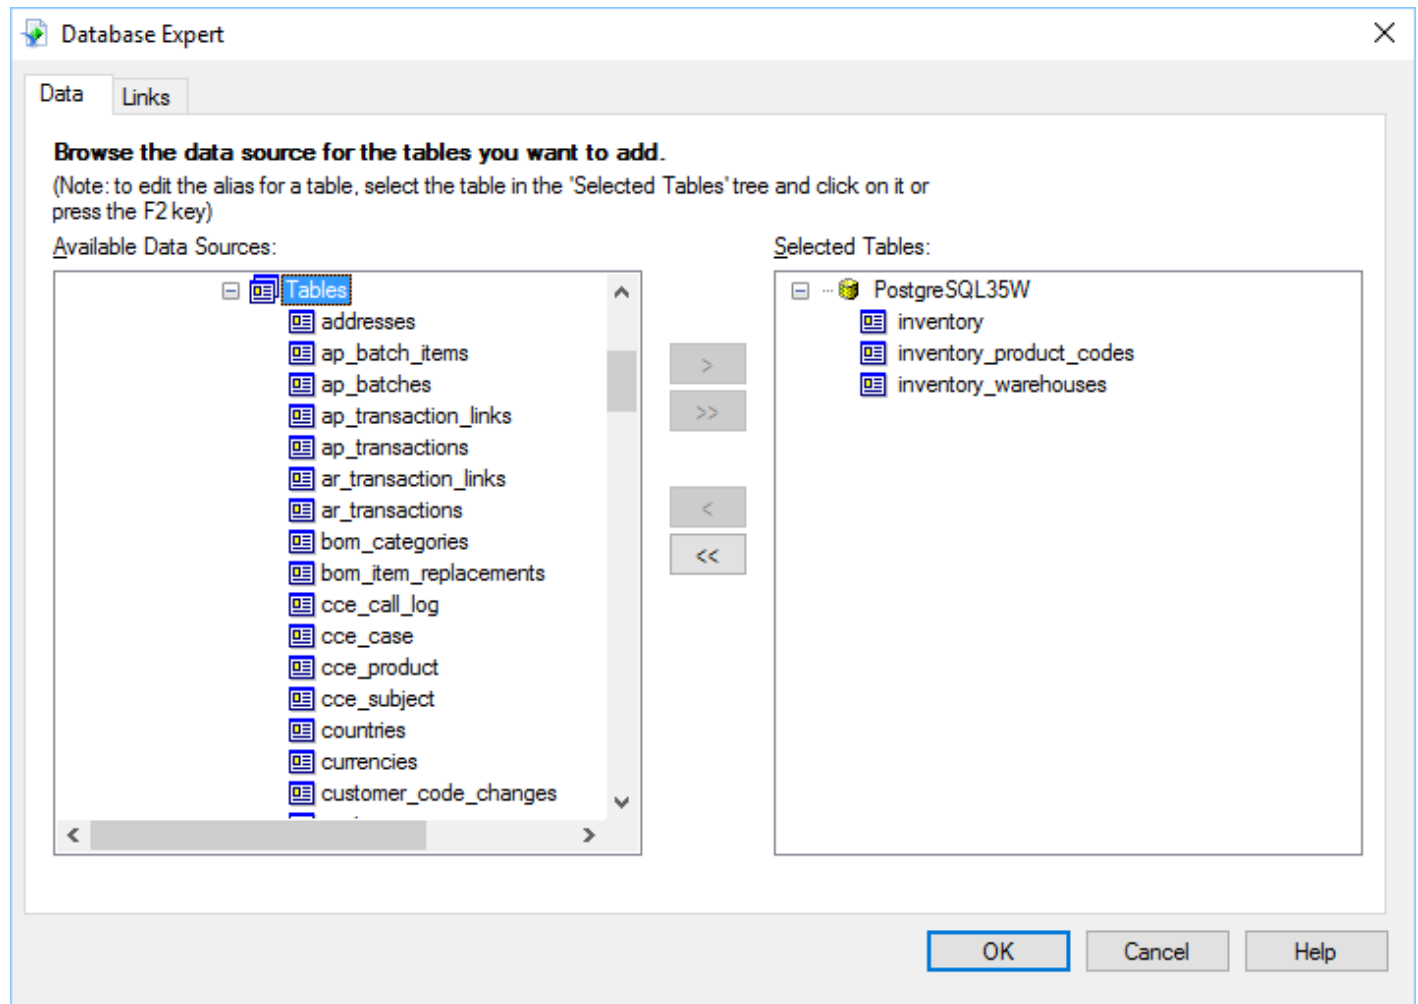 Database Expert
Data
Links
Browse the data source for the tables you want to add.
(Note: to edit the alias for a table, select the table in the 'Selected Tables' tree and click on it or
press the F2 key)
Available Data Sources:
Tables
addresses
ap_batch_items
ap_batches
ap_transaction_links
ap_transactions
ar_transaction_links
ar_transactions
bom_categories
bom_item_replacements
cce_call_log
cce_case
cce_product
cce_subject
countries
currencies
customer_code_changes
>
>>
<
<<
Selected Tables:
PostgreSQL35W
inventory
inventory_product_codes
inventory_warehouses
OK
Cancel
Help